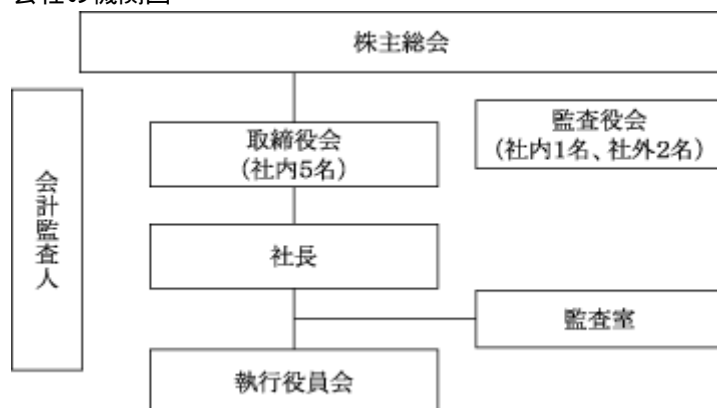 会社の機関図
株主総会
会計監査人
取締役会
(社内5名)
監査役会
(社内1名、社外2名)
社長
監査室
執行役員会